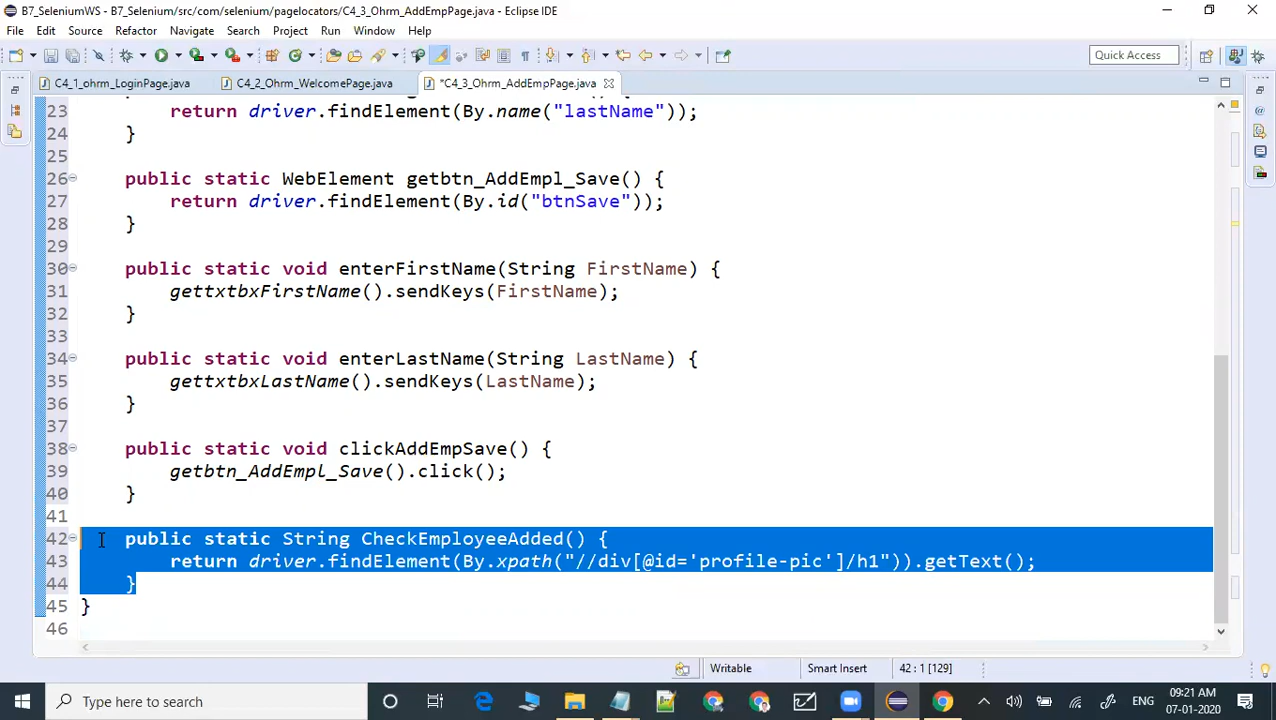 B7_SeleniumWS - B7_Selenium/src/com/selenium/pagelocators/C4_3_Ohrm_AddEmpPage.java - Eclipse IDE
File Edit Source Refactor Navigate Search Project Run Window Help
Quick Access
C4_1_ohrm_LoginPage.java C4_2_Ohrm_WelcomePage.java *C4_3_Ohrm_AddEmpPage.java
23 return driver.findElement(By.name("lastName"));
24 }
25
26 public static WebElement getbtn_AddEmpl_Save() {
27 return driver.findElement(By.id("btnSave"));
28 }
29
30 public static void enterFirstName(String FirstName) {
31 gettxtbxFirstName().sendKeys(FirstName);
32 }
33
34 public static void enterLastName(String LastName) {
35 gettxtbxLastName().sendKeys(LastName);
36 }
37
38 public static void clickAddEmpSave() {
39 getbtn_AddEmpl_Save().click();
40 }
41
42 public static String CheckEmployeeAdded() {
43 return driver.findElement(By.xpath("//div[@id='profile-pic']/h1")).getText();
44 }
45 }
46
Writable Smart Insert 42 : 1 [129]
Type here to search ENG 09:21 AM
07-01-2020